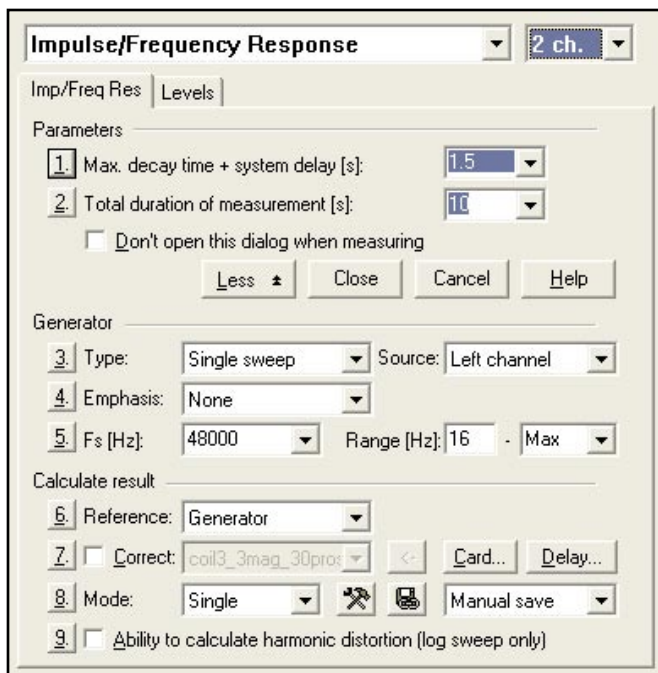 Impulse/Frequency Response 2 ch.
Imp/Freq Res Levels
Parameters
1. Max. decay time + system delay [s]: 1.5
2. Total duration of measurement [s]: 10
Don't open this dialog when measuring
Less Close Cancel Help
Generator
3. Type: Single sweep Source: Left channel
4. Emphasis: None
5. Fs [Hz]: 48000 Range [Hz]: 16 - Max
Calculate result
6. Reference: Generator
7. Correct: coil3_3mag_30pros <- Card... Delay...
8. Mode: Single Manual save
9. Ability to calculate harmonic distortion (log sweep only)